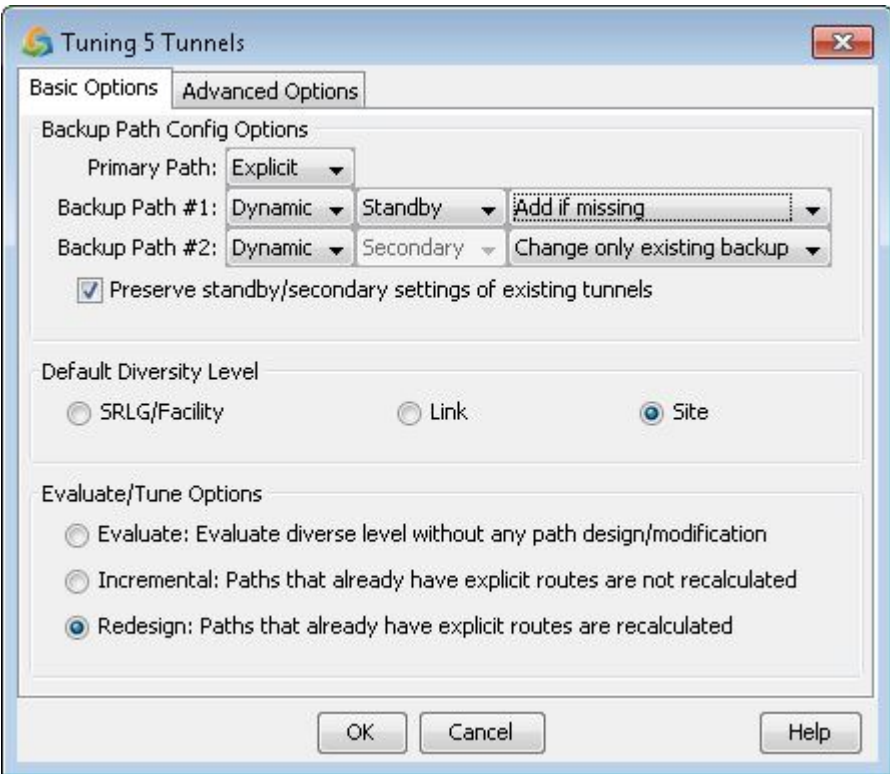 Tuning 5 Tunnels
Basic Options Advanced Options
Backup Path Config Options
Primary Path: Explicit
Backup Path #1: Dynamic Standby Add if missing
Backup Path #2: Dynamic Secondary Change only existing backup
Preserve standby/secondary settings of existing tunnels
Default Diversity Level
SRLG/Facility Link Site
Evaluate/Tune Options
Evaluate: Evaluate diverse level without any path design/modification
Incremental: Paths that already have explicit routes are not recalculated
Redesign: Paths that already have explicit routes are recalculated
OK Cancel Help